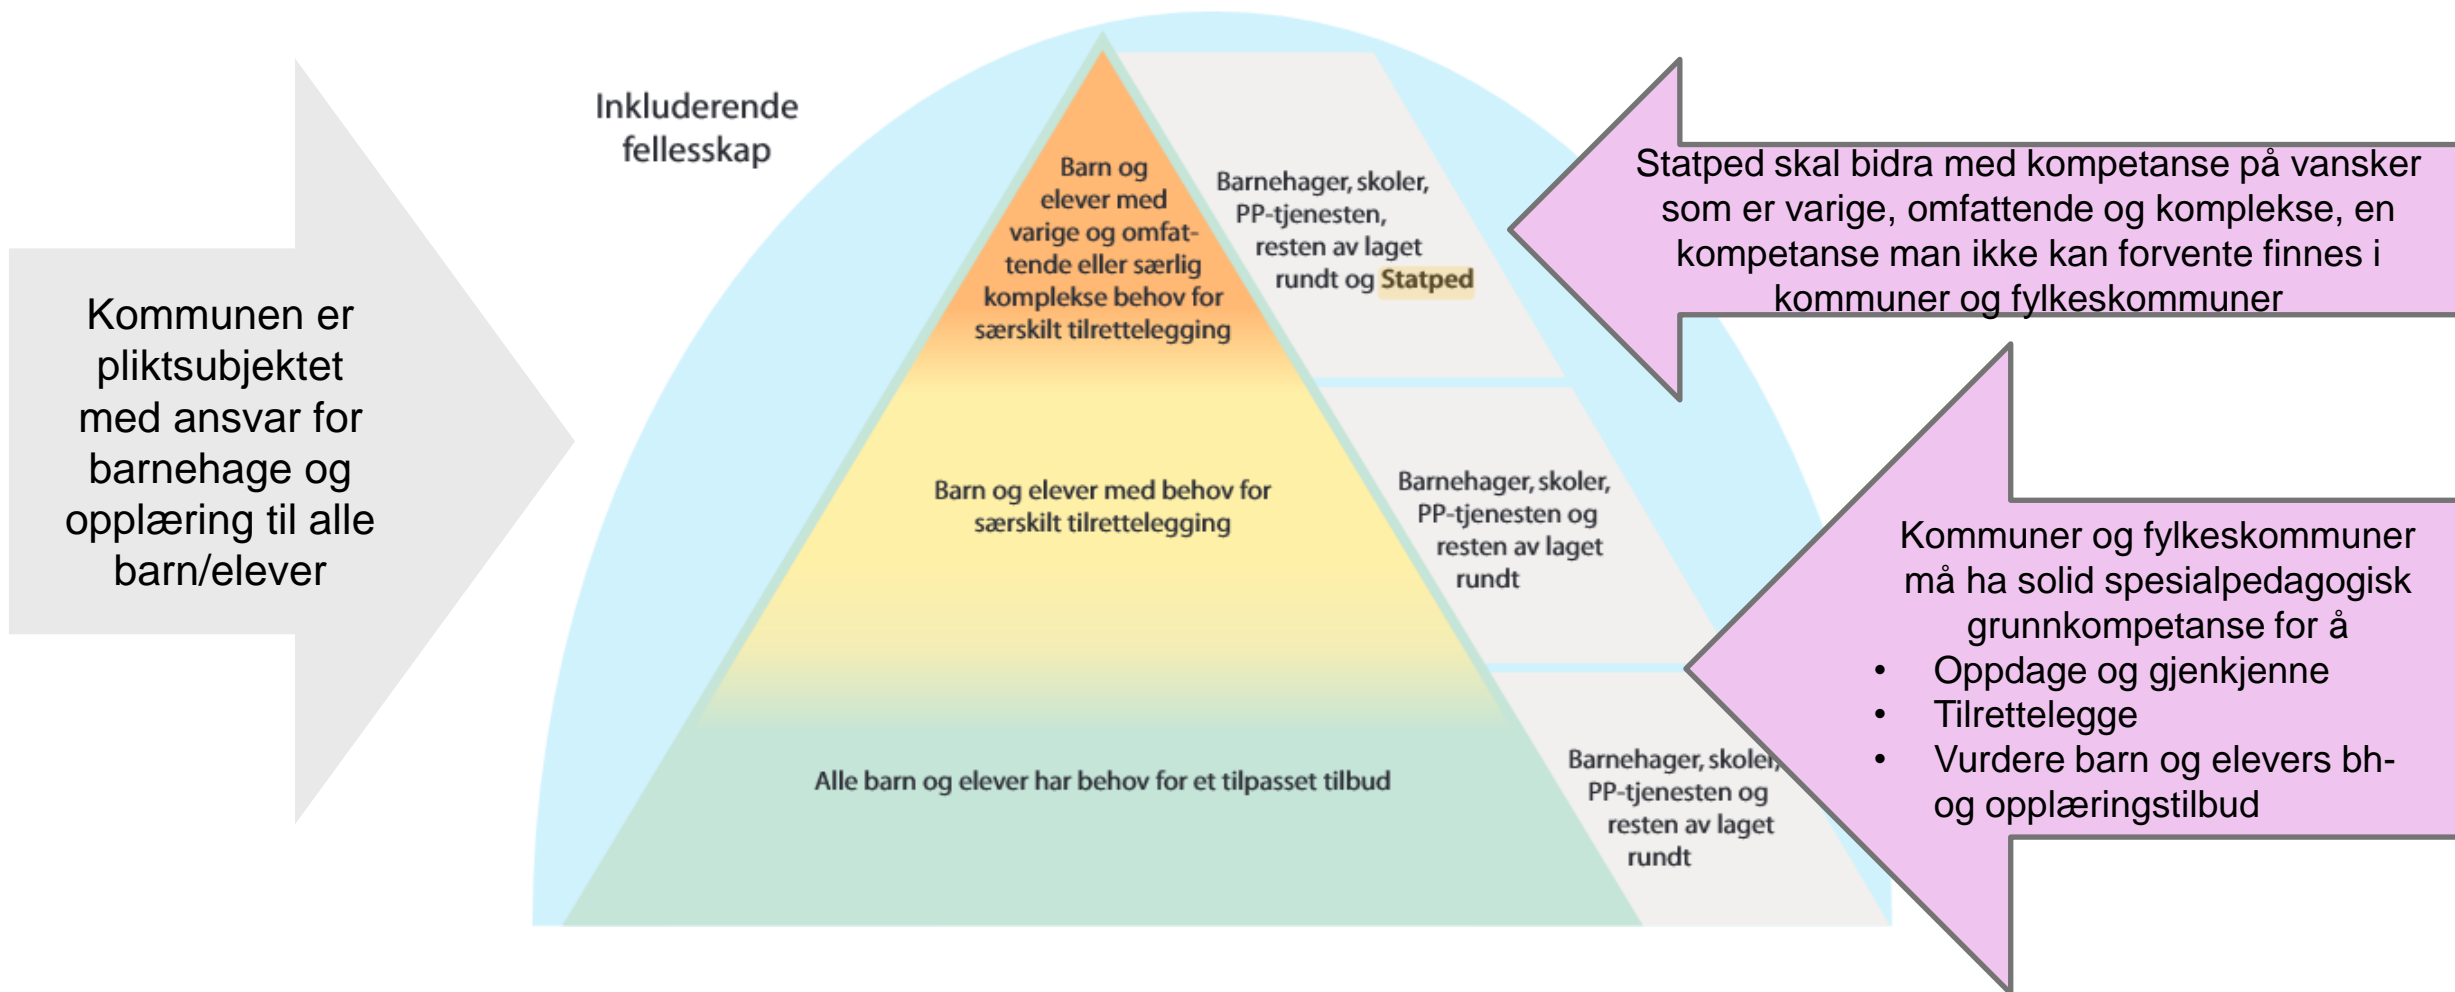 Kommunen er
pliktsubjektet
med ansvar for
barnehage og
opplæring til alle
barn/elever
Inkluderende
fellesskap
Barn og
elever med
varige og omfat-
tende eller særlig
komplekse behov for
særskilt tilrettelegging
Barn og elever med behov for
særskilt tilrettelegging
Alle barn og elever har behov for et tilpasset tilbud
Barnehager, skoler,
PP-tjenesten,
resten av laget
rundt og Statped
Barnehager, skoler,
PP-tjenesten og
resten av laget
rundt
Barnehager, skoler,
PP-tjenesten og
resten av laget
rundt
Statped skal bidra med kompetanse på vansker
som er varige, omfattende og komplekse, en
kompetanse man ikke kan forvente finnes i
kommuner og fylkeskommuner
Kommuner og fylkeskommuner
må ha solid spesialpedagogisk
grunnkompetanse for å
• Oppdage og gjenkjenne
• Tilrettelegge
• Vurdere barn og elevers bh-
og opplæringstilbud